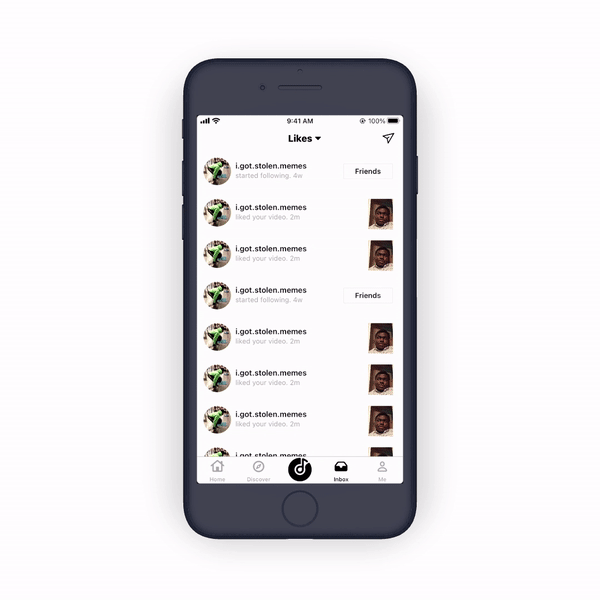 9:41 AM
100%
Likes
i.got.stolen.memes
started following. 4w
Friends
i.got.stolen.memes
liked your video. 2m
i.got.stolen.memes
liked your video. 2m
i.got.stolen.memes
started following. 4w
Friends
i.got.stolen.memes
liked your video. 2m
i.got.stolen.memes
liked your video. 2m
i.got.stolen.memes
liked your video. 2m
i.got.stolen.memes
Home
Discover
Inbox
Me